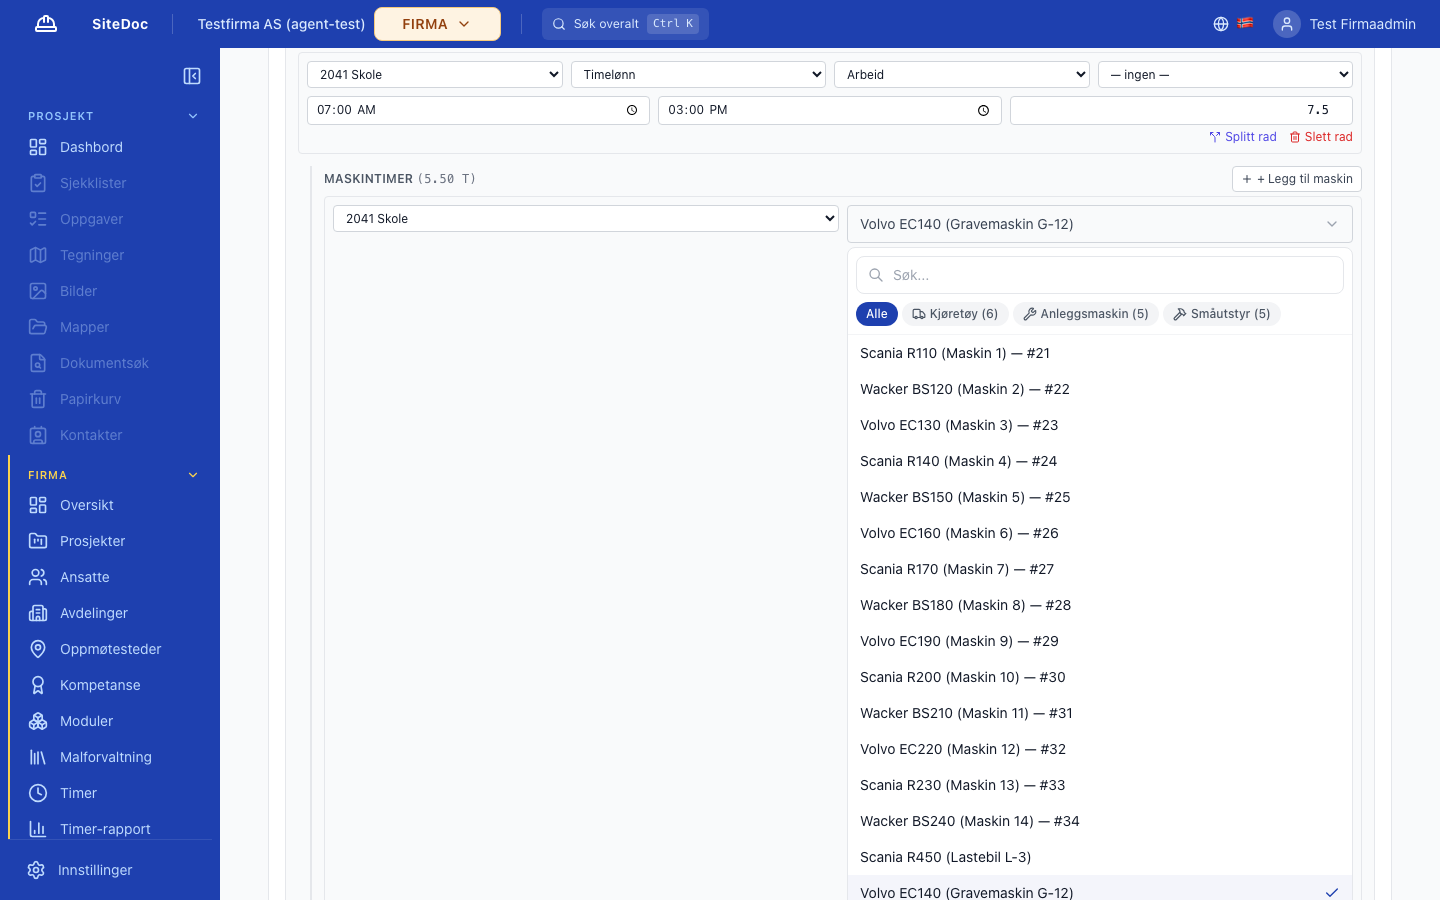 SiteDoc
Testfirma AS (agent-test)
FIRMA
Søk overalt
Ctrl K
Test Firmaadmin
PROSJEKT
Dashbord
Sjekklister
Oppgaver
Tegninger
Bilder
Mapper
Dokumentsøk
Papirkurv
Kontakter
FIRMA
Oversikt
Prosjekter
Ansatte
Avdelinger
Oppmøtesteder
Kompetanse
Moduler
Malforvaltning
Timer
Timer-rapport
Innstillinger
2041 Skole
Timelønn
Arbeid
— ingen —
07:00 AM
03:00 PM
7.5
Splitt rad
Slett rad
MASKINTIMER (5.50 T)
+ Legg til maskin
2041 Skole
Volvo EC140 (Gravemaskin G-12)
Søk...
Alle
Kjøretøy (6)
Anleggsmaskin (5)
Småutstyr (5)
Scania R110 (Maskin 1) — #21
Wacker BS120 (Maskin 2) — #22
Volvo EC130 (Maskin 3) — #23
Scania R140 (Maskin 4) — #24
Wacker BS150 (Maskin 5) — #25
Volvo EC160 (Maskin 6) — #26
Scania R170 (Maskin 7) — #27
Wacker BS180 (Maskin 8) — #28
Volvo EC190 (Maskin 9) — #29
Scania R200 (Maskin 10) — #30
Wacker BS210 (Maskin 11) — #31
Volvo EC220 (Maskin 12) — #32
Scania R230 (Maskin 13) — #33
Wacker BS240 (Maskin 14) — #34
Scania R450 (Lastebil L-3)
Volvo EC140 (Gravemaskin G-12)